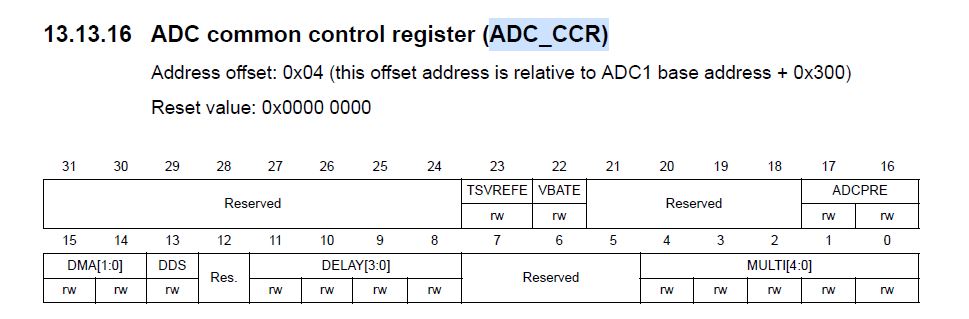 13.13.16 ADC common control register (ADC_CCR)
Address offset: 0x04 (this offset address is relative to ADC1 base address + 0x300)
Reset value: 0x0000 0000
31 30 29 28 27 26 25 24 23 22 21 20 19 18 17 16
Reserved TSVREFE VBATE Reserved ADCPRE
rw rw rw rw
15 14 13 12 11 10 9 8 7 6 5 4 3 2 1 0
DMA[1:0] DDS Res. DELAY[3:0] Reserved MULTI[4:0]
rw rw rw rw rw rw rw rw rw rw rw rw